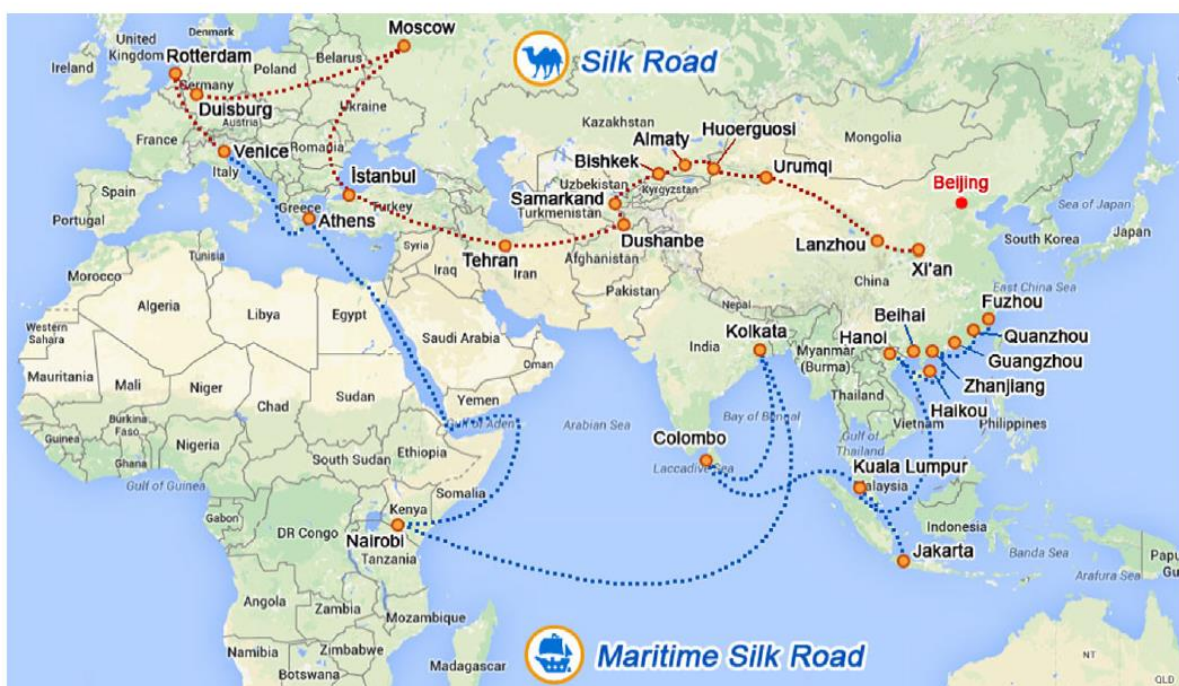 Moscow
Silk Road
Denmark
United
Kingdom
Ireland
Rotterdam
Belarus
Poland
Germany
Duisburg
Ukraine
Austria
France
Romania
Venice
Italy
Kazakhstan
Mongolia
Almaty
Huoerguosi
Bishkek
Urumqi
İstanbul
Uzbekistan
Kyrgyzstan
Samarkand
Turkmenistan
Beijing
Spain
Portugal
Greece
Turkey
Athens
Sea of Japan
Japan
South Korea
Dushanbe
Lanzhou
Xi'an
Tehran
Syria
Iraq
Iran
Afghanistan
Pakistan
China
Tunisia
Morocco
East China Sea
Nepal
Fuzhou
Beihai
Kolkata
Hanoi
Quanzhou
Guangzhou
Zhanjiang
Haikou
Algeria
Libya
Egypt
Western
Sahara
Saudi Arabia
Oman
India
Myanmar
(Burma)
Mauritania
Mali
Niger
Chad
Sudan
Yemen
Gulf of Aden
Arabian Sea
Bay of Bengal
Thailand
Vietnam
Philippines
Burkina
Faso
Guinea
Ghana
Nigeria
Gulf of Guinea
South Sudan
Ethiopia
Somalia
Colombo
Laccadive Sea
Gulf of
Thailand
Kuala Lumpur
Malaysia
Gabon
DR Congo
Kenya
Nairobi
Tanzania
Indonesia
Jakarta
Banda Sea
Arafura Sea
Papu
Gu
Angola
Zambia
Mozambique
Namibia
Zimbabwe
Botswana
Madagascar
Maritime Silk Road
NT
QLD